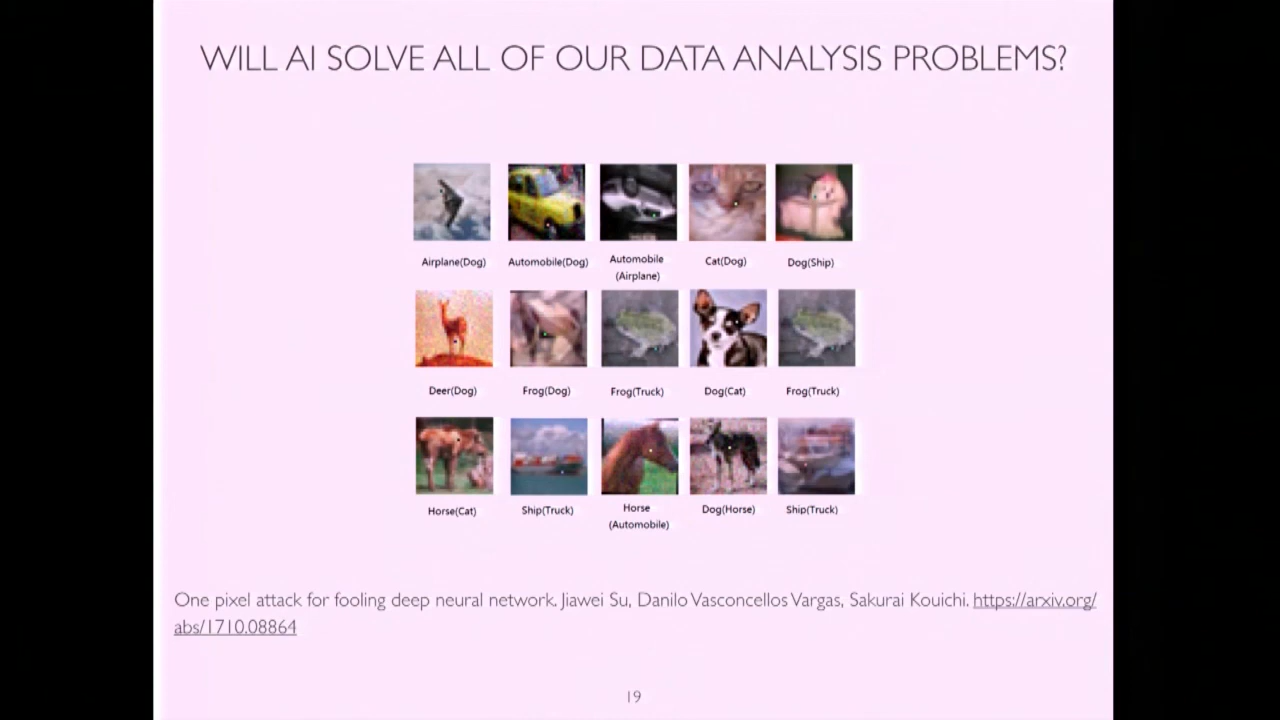 WILL AI SOLVE ALL OF OUR DATA ANALYSIS PROBLEMS?
Airplane(Dog) Automobile(Dog) Automobile Cat(Dog) Dog(Ship)
(Airplane)
Deer(Dog) Frog(Dog) Frog(Truck) Dog(Cat) Frog(Truck)
Horse(Cat) Ship(Truck) Horse Dog(Horse) Ship(Truck)
(Automobile)
One pixel attack for fooling deep neural network. Jiawei Su, Danilo Vasconcellos Vargas, Sakurai Kouichi. https://arxiv.org/
abs/1710.08864
19